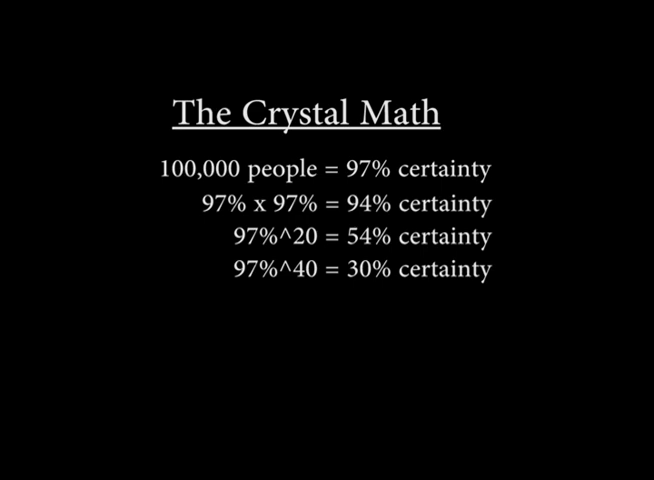 The Crystal Math
100,000 people = 97% certainty
97% x 97% = 94% certainty
97%^20 = 54% certainty
97%^40 = 30% certainty